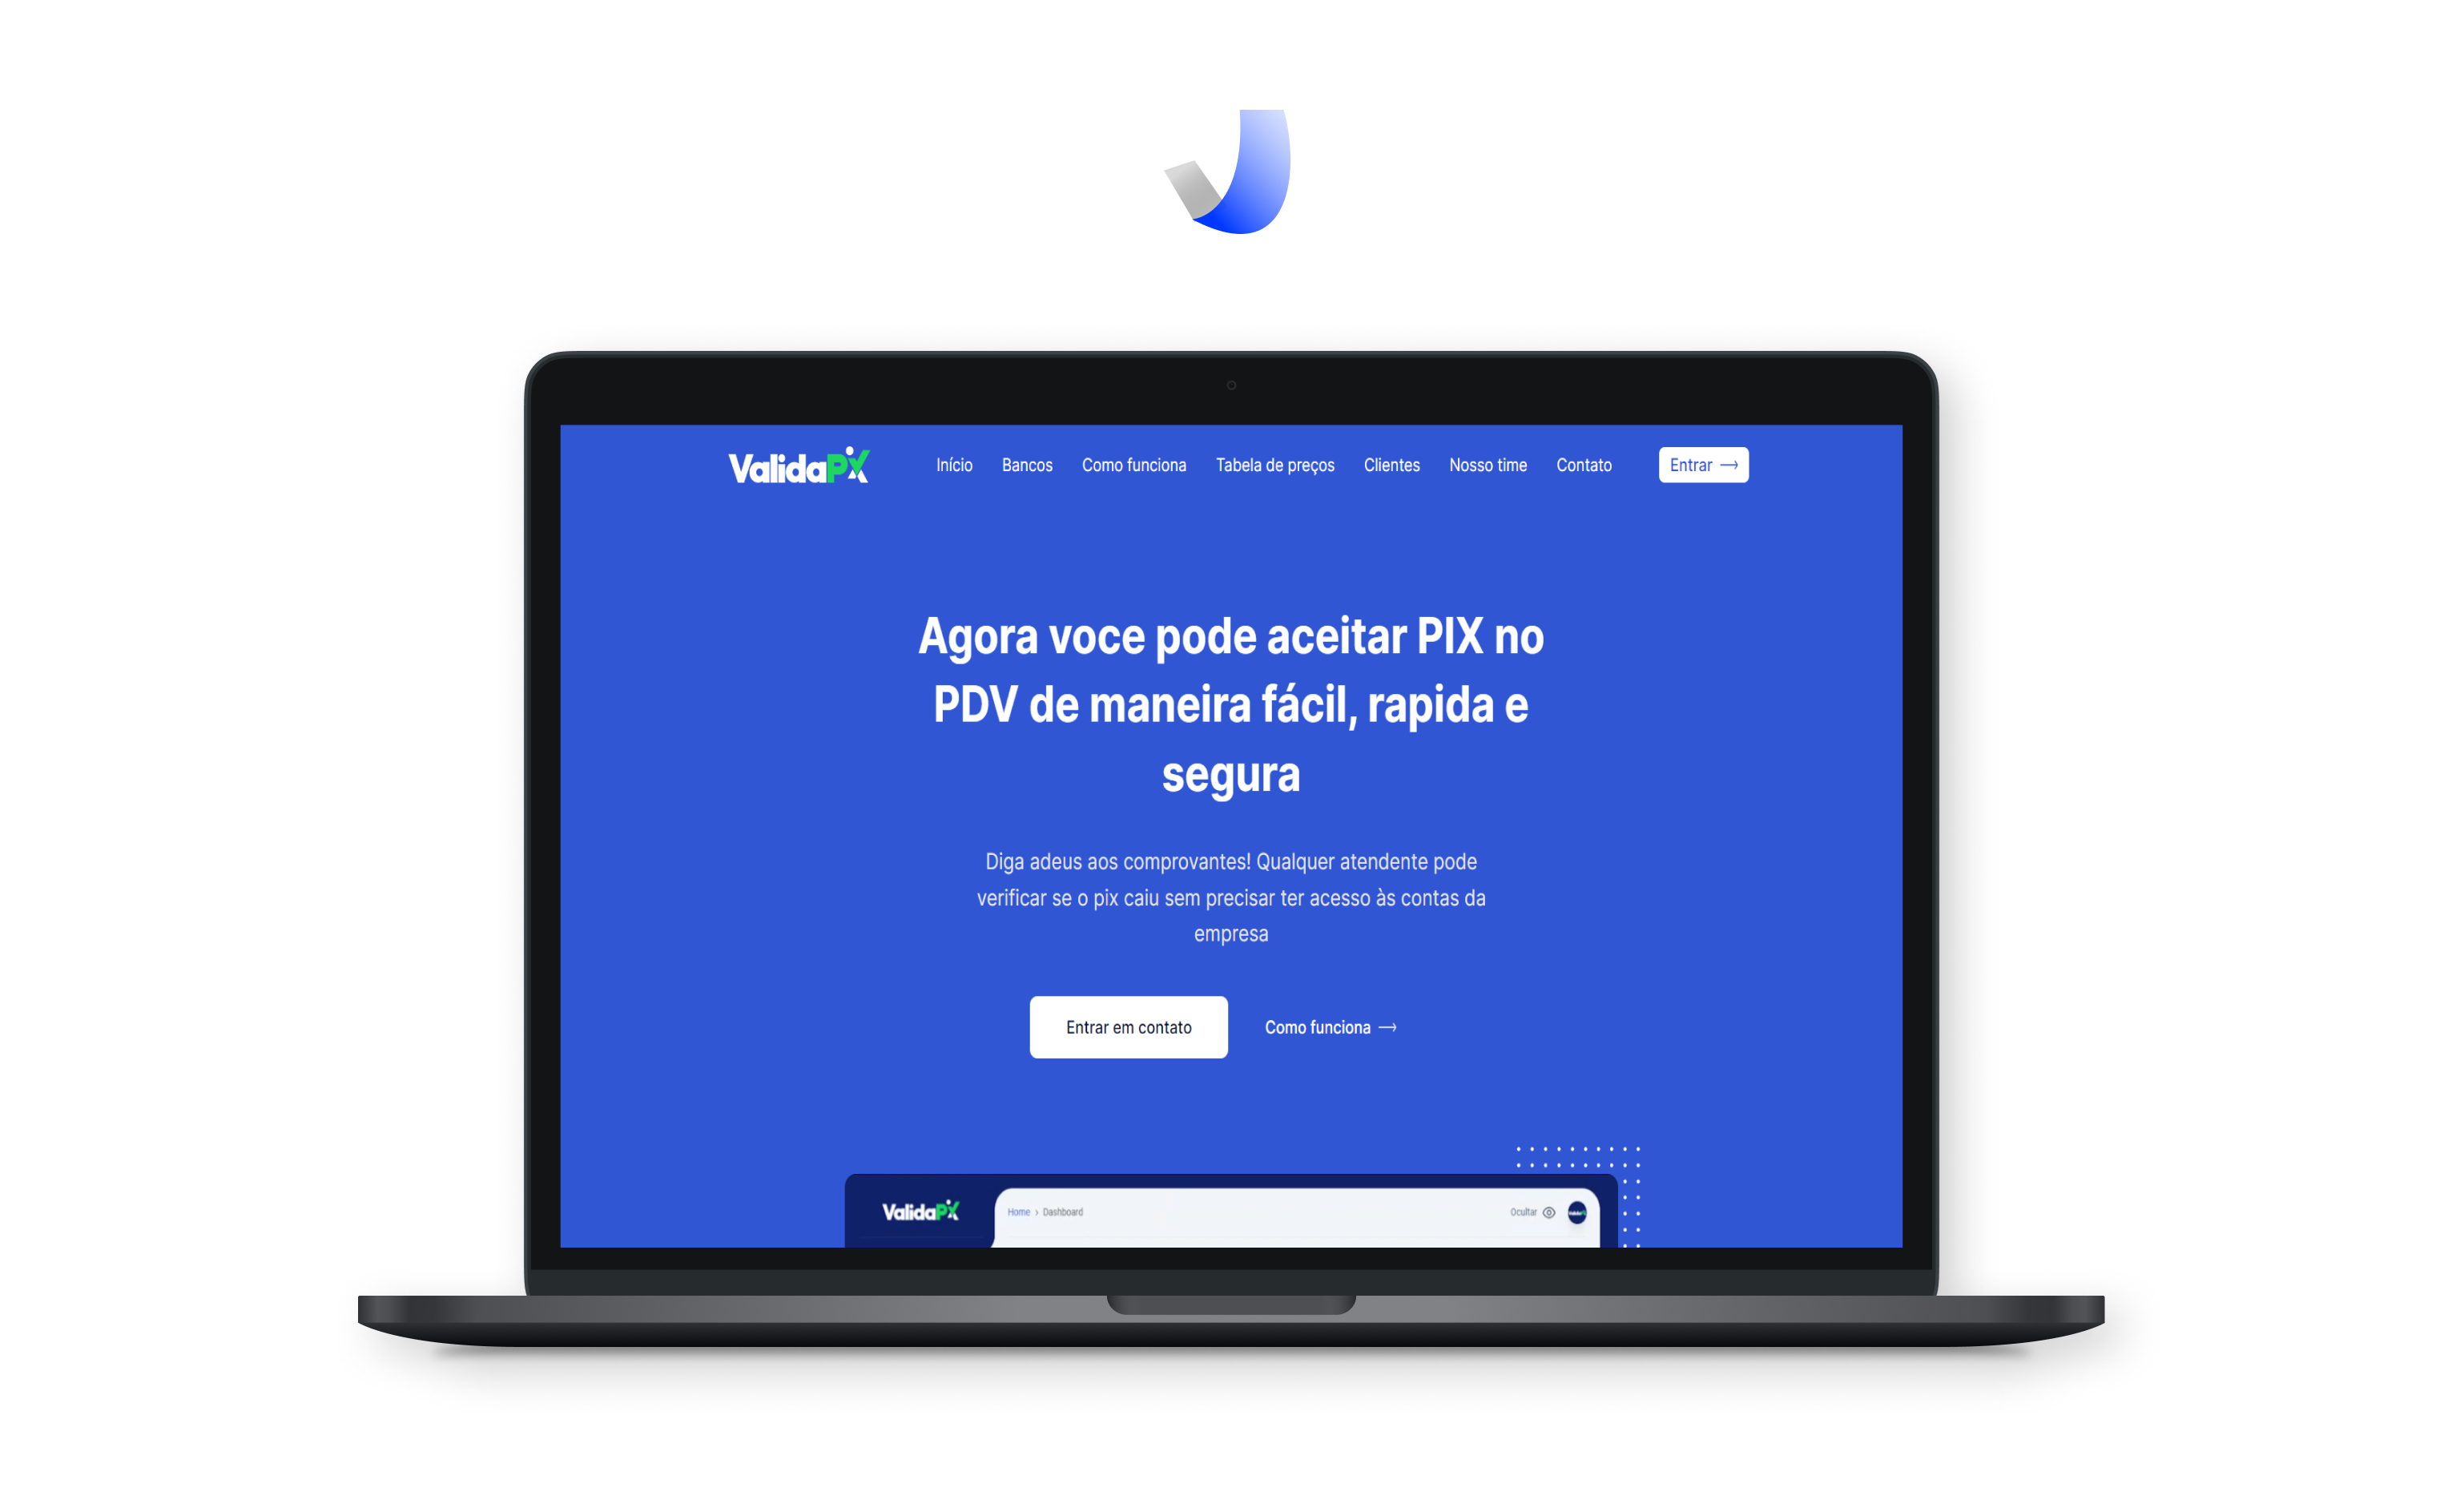 ValidaPix
Início Bancos Como funciona Tabela de preços Clientes Nosso time Contato Entrar →
Agora voce pode aceitar PIX no
PDV de maneira fácil, rapida e
segura
Diga adeus aos comprovantes! Qualquer atendente pode
verificar se o pix caiu sem precisar ter acesso às contas da
empresa
Entrar em contato Como funciona →
ValidaPix Home › Dashboard Ocultar